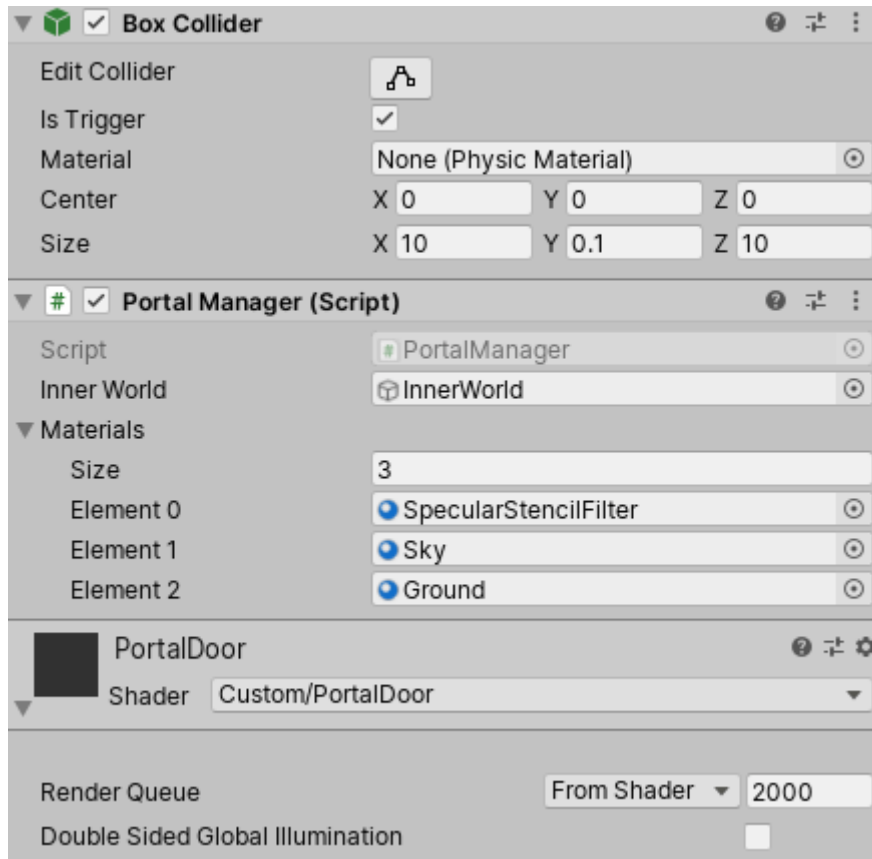 Box Collider
Edit Collider
Is Trigger
Material None (Physic Material)
Center X 0 Y 0 Z 0
Size X 10 Y 0.1 Z 10
# Portal Manager (Script)
Script # PortalManager
Inner World InnerWorld
Materials
Size 3
Element 0 SpecularStencilFilter
Element 1 Sky
Element 2 Ground
PortalDoor
Shader Custom/PortalDoor
Render Queue From Shader 2000
Double Sided Global Illumination